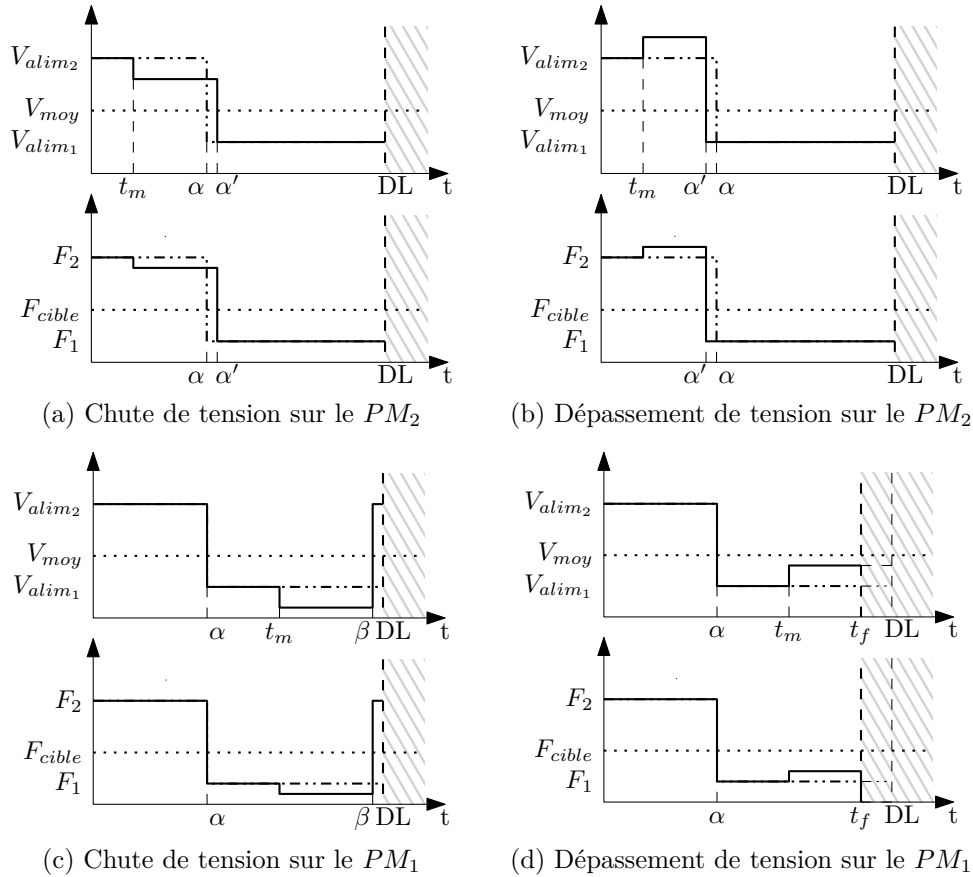 V_{alim_2}
V_{moy}
V_{alim_1}
t_m α α′ DL t
F_2
F_{cible}
F_1
α α′ DL t
(a) Chute de tension sur le PM_2
V_{alim_2}
V_{moy}
V_{alim_1}
t_m α′ α DL t
F_2
F_{cible}
F_1
α′ α DL t
(b) Dépassement de tension sur le PM_2
V_{alim_2}
V_{moy}
V_{alim_1}
α t_m β DL t
F_2
F_{cible}
F_1
α β DL t
(c) Chute de tension sur le PM_1
V_{alim_2}
V_{moy}
V_{alim_1}
α t_m t_f DL t
F_2
F_{cible}
F_1
α t_f DL t
(d) Dépassement de tension sur le PM_1